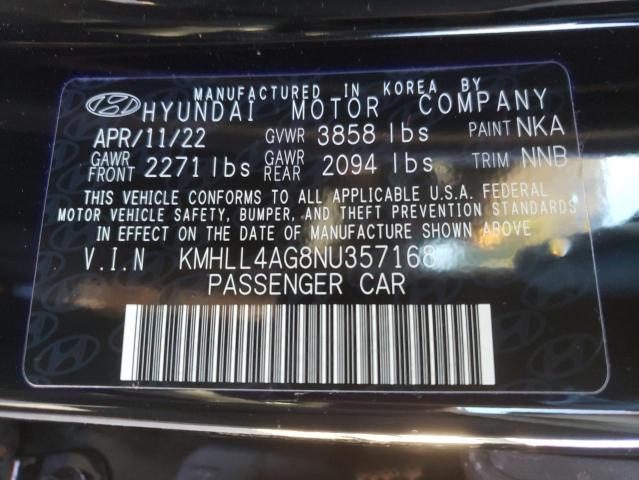 MANUFACTURED IN KOREA BY
HYUNDAI MOTOR COMPANY
APR/11/22 GVWR 3858 lbs PAINT NKA
GAWR FRONT 2271 lbs GAWR REAR 2094 lbs TRIM NNB
THIS VEHICLE CONFORMS TO ALL APPLICABLE U.S.A. FEDERAL
MOTOR VEHICLE SAFETY, BUMPER, AND THEFT PREVENTION STANDARDS
IN EFFECT ON THE DATE OF MANUFACTURE SHOWN ABOVE.
V.I.N KMHLL4AG8NU357168
PASSENGER CAR